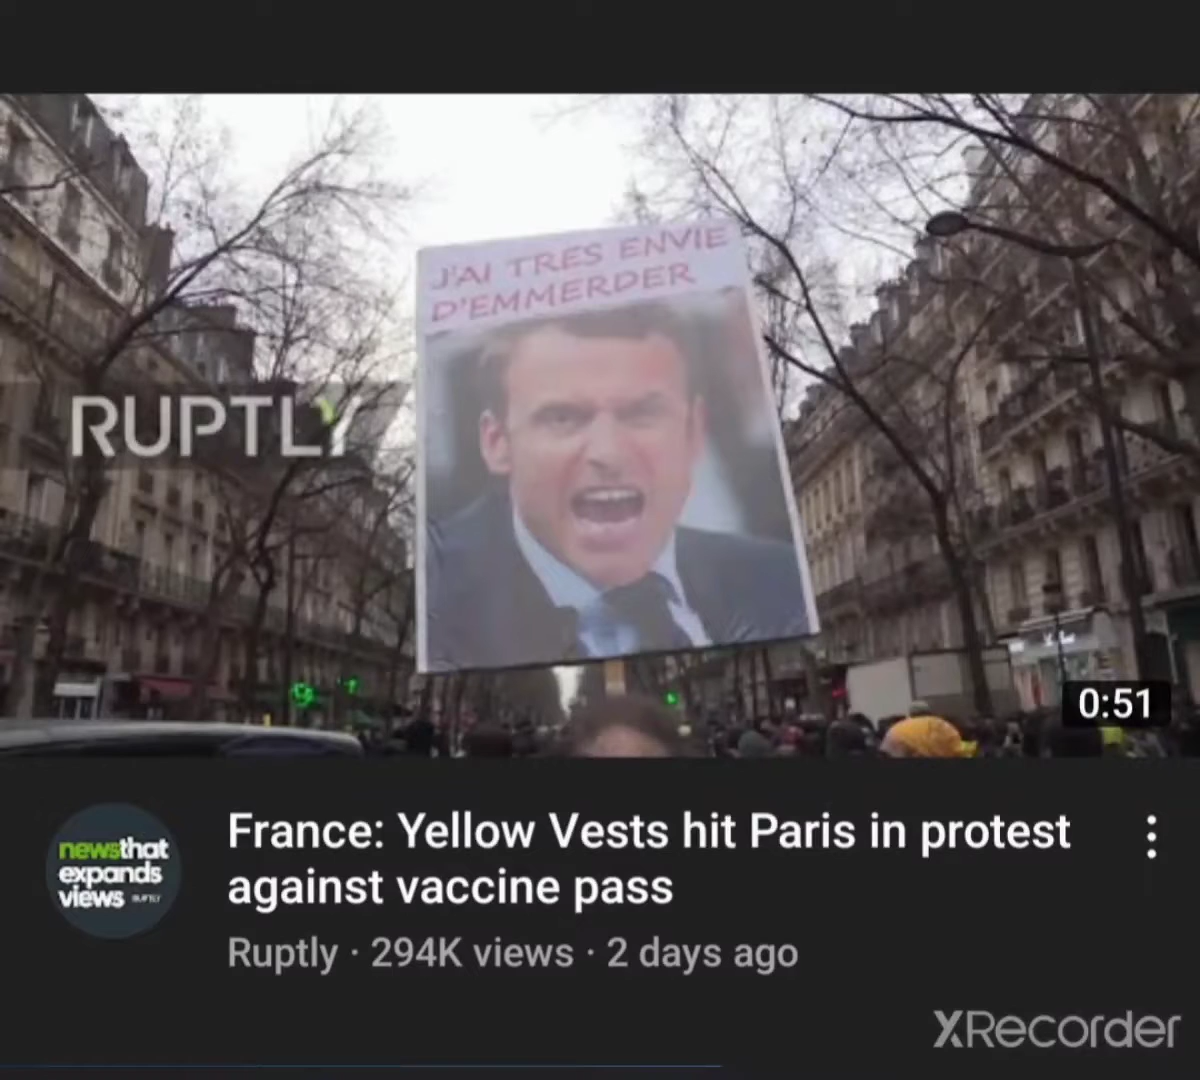 J'AI TRES ENVIE
D'EMMERDER
RUPTLY
0:51
newsthat
expands
views RUPTLY
France: Yellow Vests hit Paris in protest
against vaccine pass
Ruptly · 294K views · 2 days ago
XRecorder